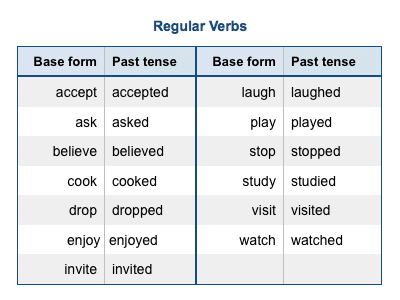 Regular Verbs
Base form Past tense Base form Past tense
accept accepted laugh laughed
ask asked play played
believe believed stop stopped
cook cooked study studied
drop dropped visit visited
enjoy enjoyed watch watched
invite invited